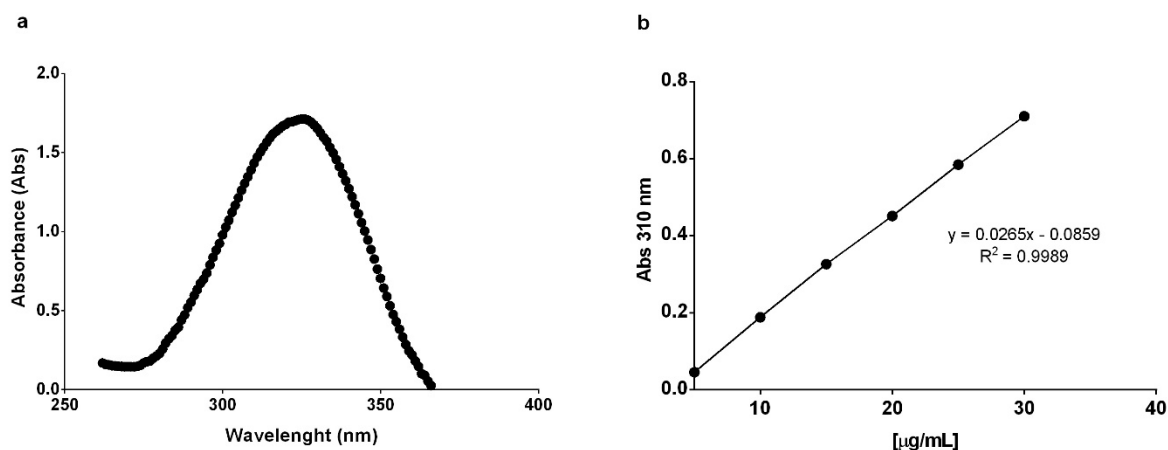 a
2.0
1.5
1.0
0.5
0.0
Absorbance (Abs)
250
300
350
400
Wavelenght (nm)
b
0.8
0.6
0.4
0.2
0.0
Abs 310 nm
y = 0.0265x - 0.0859
R² = 0.9989
10
20
30
40
[µg/mL]